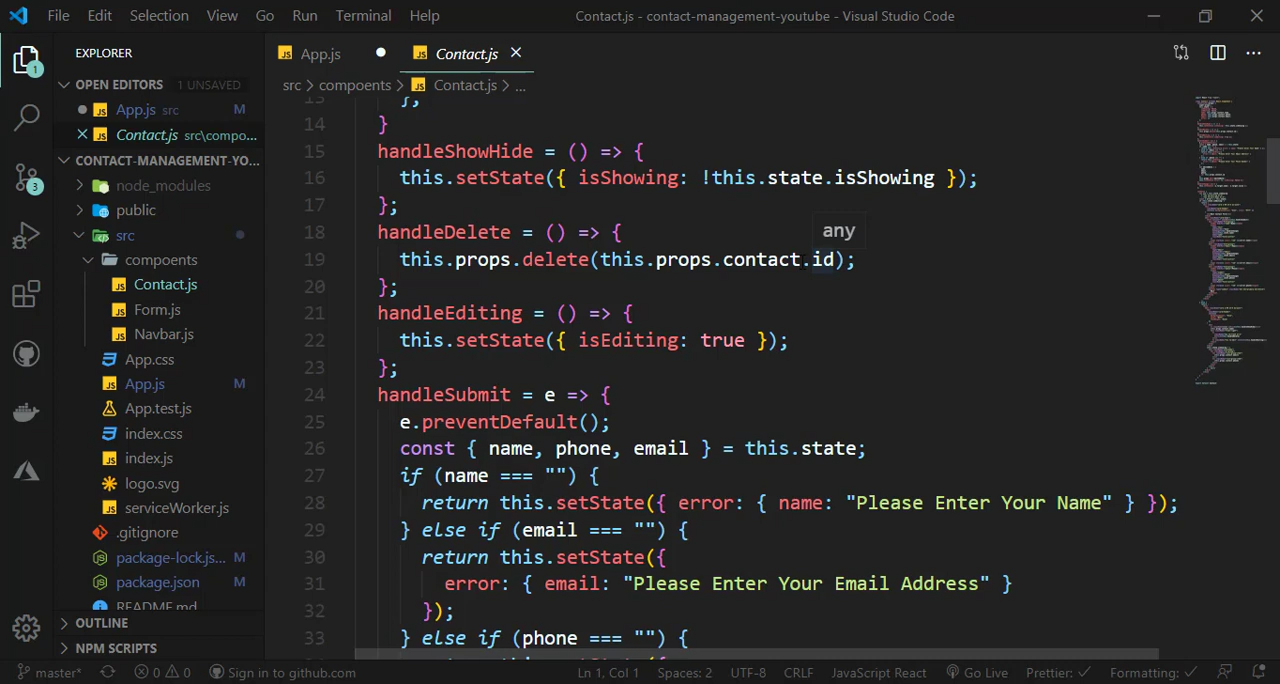 File Edit Selection View Go Run Terminal Help Contact.js - contact-management-youtube - Visual Studio Code
EXPLORER
OPEN EDITORS 1 UNSAVED
App.js src M
Contact.js src\compo...
CONTACT-MANAGEMENT-YO...
node_modules
public
src
compoents
Contact.js
Form.js
Navbar.js
App.css
App.js M
App.test.js
index.css
index.js
logo.svg
serviceWorker.js
.gitignore
package-lock.js... M
package.json M
README.md
OUTLINE
NPM SCRIPTS
1
3
App.js Contact.js
src > compoents > Contact.js > ...
13 };
14 }
15 handleShowHide = () => {
16 this.setState({ isShowing: !this.state.isShowing });
17 };
18 handleDelete = () => {
any
19 this.props.delete(this.props.contact.id);
20 };
21 handleEditing = () => {
22 this.setState({ isEditing: true });
23 };
24 handleSubmit = e => {
25 e.preventDefault();
26 const { name, phone, email } = this.state;
27 if (name === "") {
28 return this.setState({ error: { name: "Please Enter Your Name" } });
29 } else if (email === "") {
30 return this.setState({
31 error: { email: "Please Enter Your Email Address" }
32 });
33 } else if (phone === "") {
master* 0 0 Sign in to github.com Ln 1, Col 1 Spaces: 2 UTF-8 CRLF JavaScript React Go Live Prettier: ✓ Formatting: ✓